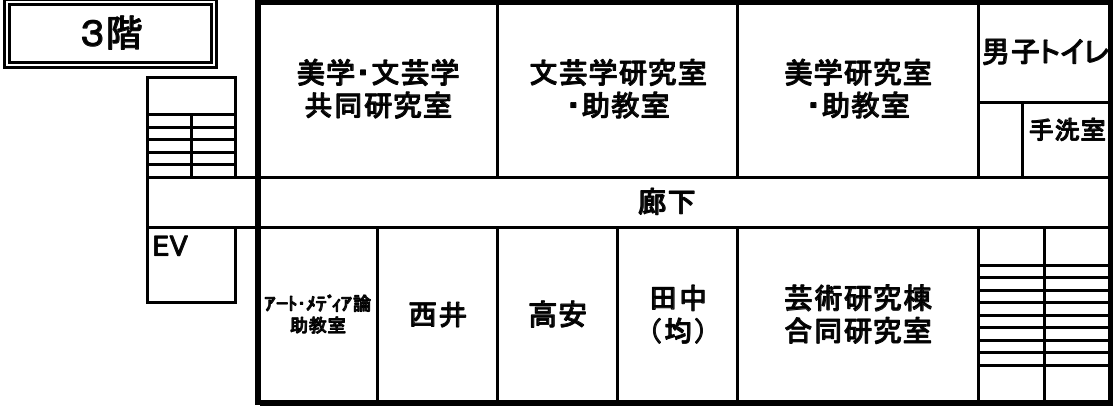 ３階
美学・文芸学
共同研究室
文芸学研究室
・助教室
美学研究室
・助教室
男子トイレ
手洗室
廊下
EV
ｱｰﾄ・ﾒﾃﾞｨｱ論
助教室
西井
高安
田中
（均）
芸術研究棟
合同研究室